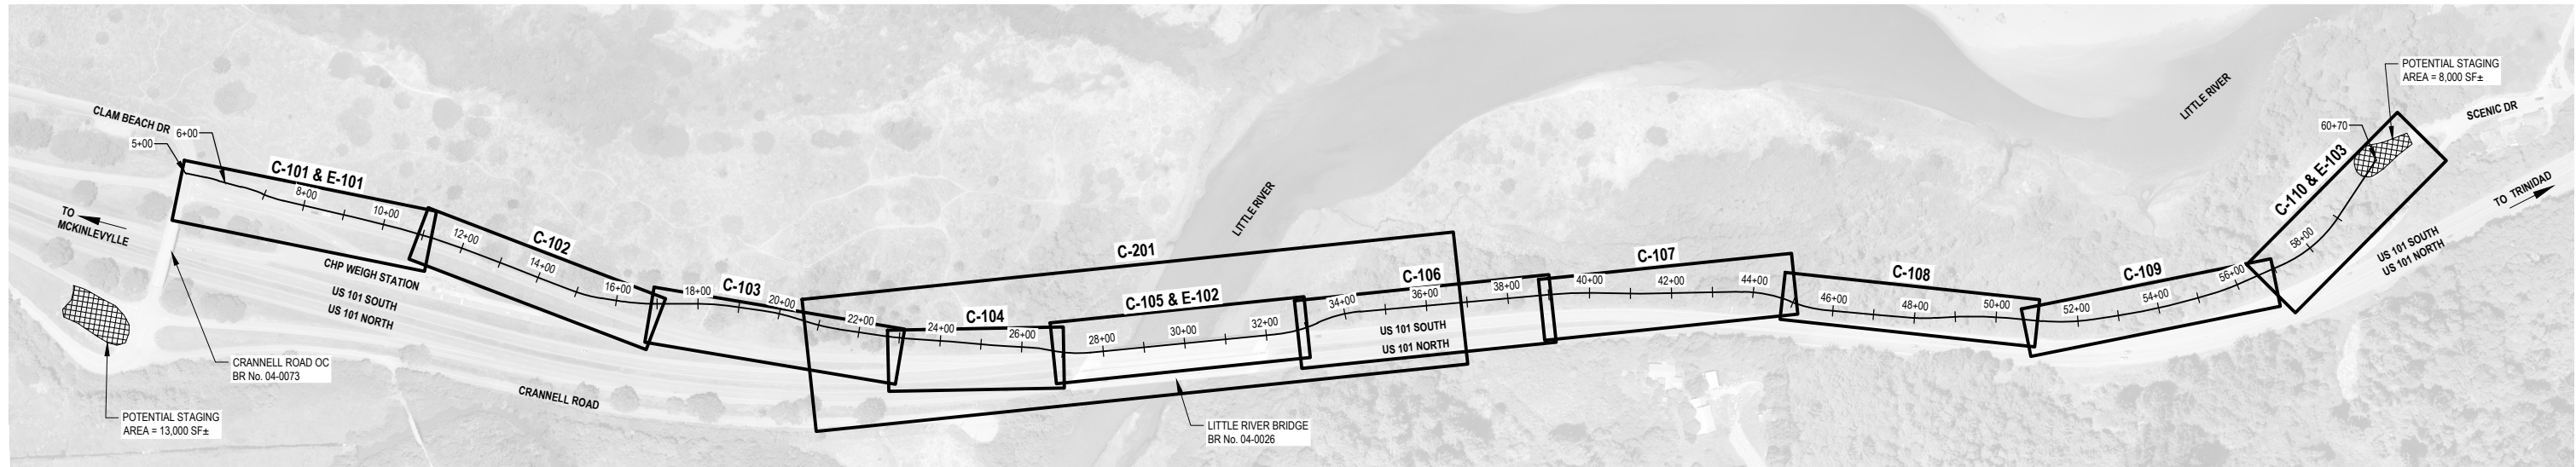 CLAM BEACH DR
6+00
5+00
C-101 & E-101
8+00
10+00
TO
MCKINLEVYLLE
CHP WEIGH STATION
US 101 SOUTH
US 101 NORTH
CRANNELL ROAD OC
BR No. 04-0073
POTENTIAL STAGING
AREA = 13,000 SF±
C-102
12+00
14+00
16+00
C-103
18+00
20+00
22+00
CRANNELL ROAD
C-201
C-104
24+00
26+00
LITTLE RIVER
C-105 & E-102
28+00
30+00
32+00
LITTLE RIVER BRIDGE
BR No. 04-0026
C-106
34+00
36+00
38+00
US 101 SOUTH
US 101 NORTH
C-107
40+00
42+00
44+00
C-108
46+00
48+00
50+00
C-109
52+00
54+00
56+00
C-110 & E-103
58+00
60+70
LITTLE RIVER
POTENTIAL STAGING
AREA = 8,000 SF±
SCENIC DR
TO TRINIDAD
US 101 SOUTH
US 101 NORTH